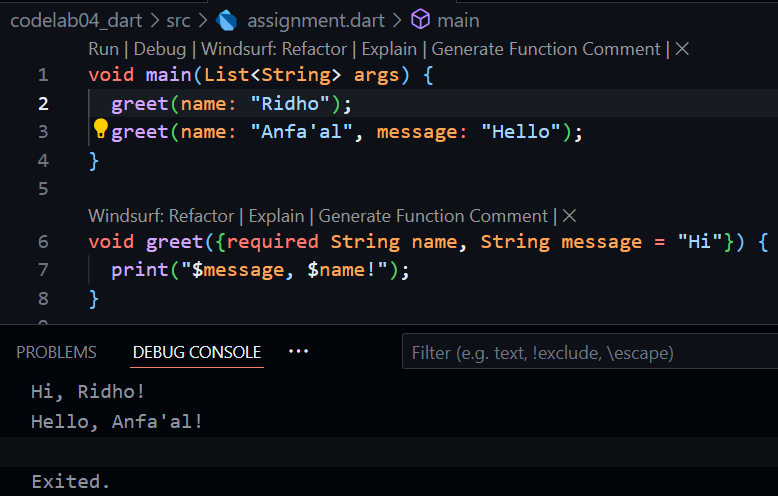 codelab04_dart > src > assignment.dart > main
Run | Debug | Windsurf: Refactor | Explain | Generate Function Comment | ×
1 void main(List<String> args) {
2 greet(name: "Ridho");
3 greet(name: "Anfa'al", message: "Hello");
4 }
5
Windsurf: Refactor | Explain | Generate Function Comment | ×
6 void greet({required String name, String message = "Hi"}) {
7 print("$message, $name!");
8 }
PROBLEMS DEBUG CONSOLE ··· Filter (e.g. text, !exclude, \escape)
Hi, Ridho!
Hello, Anfa'al!
Exited.